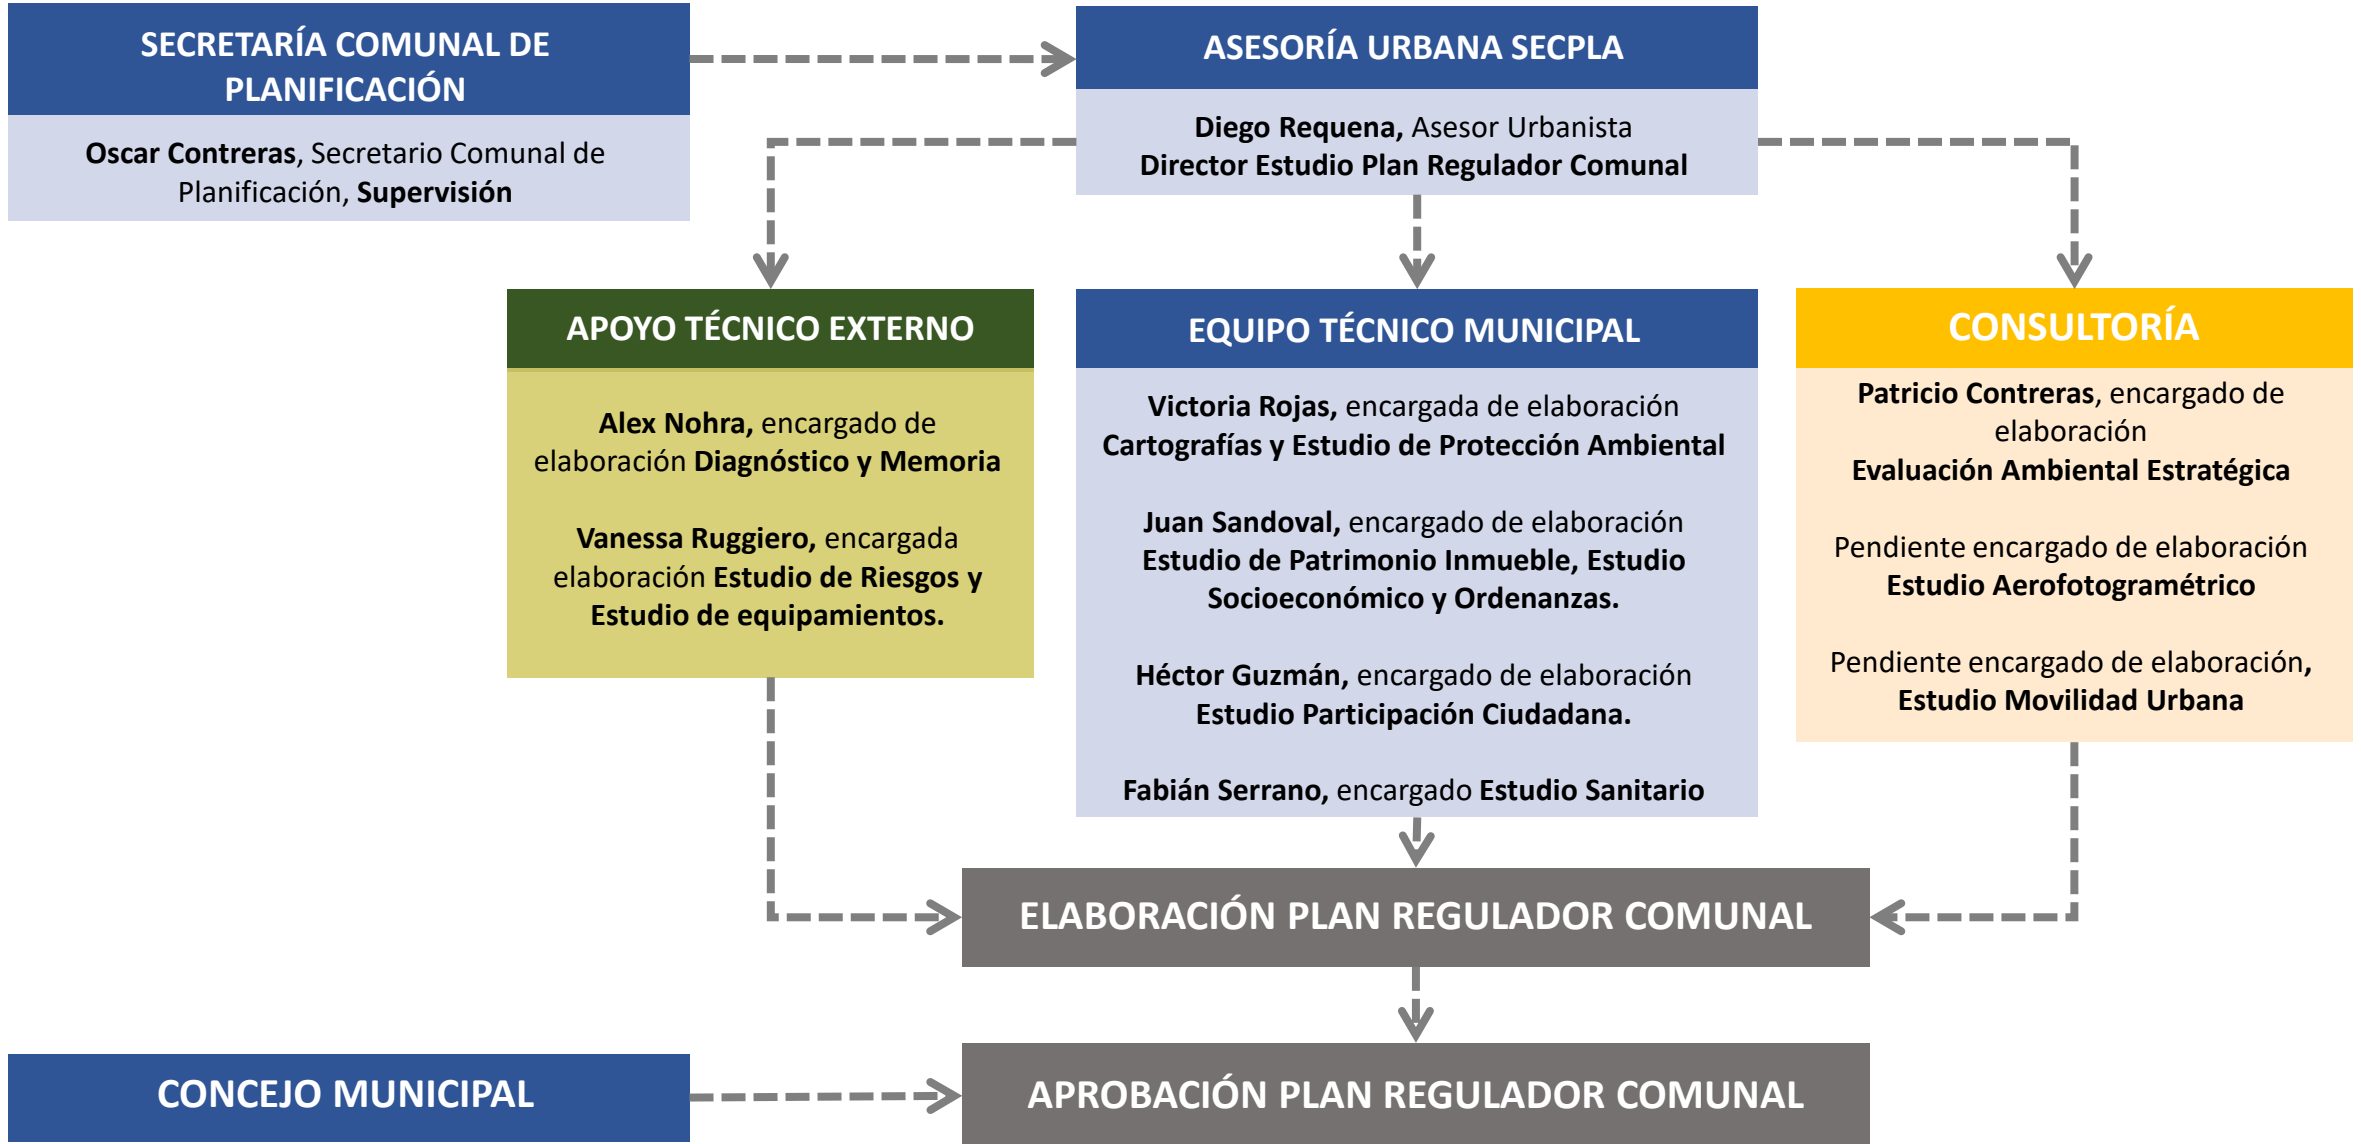 SECRETARÍA COMUNAL DE
PLANIFICACIÓN
Oscar Contreras, Secretario Comunal de
Planificación, Supervisión
ASESORÍA URBANA SECPLA
Diego Requena, Asesor Urbanista
Director Estudio Plan Regulador Comunal
APOYO TÉCNICO EXTERNO
Alex Nohra, encargado de
elaboración Diagnóstico y Memoria
Vanessa Ruggiero, encargada
elaboración Estudio de Riesgos y
Estudio de equipamientos.
EQUIPO TÉCNICO MUNICIPAL
Victoria Rojas, encargada de elaboración
Cartografías y Estudio de Protección Ambiental
Juan Sandoval, encargado de elaboración
Estudio de Patrimonio Inmueble, Estudio
Socioeconómico y Ordenanzas.
Héctor Guzmán, encargado de elaboración
Estudio Participación Ciudadana.
Fabián Serrano, encargado Estudio Sanitario
CONSULTORÍA
Patricio Contreras, encargado de
elaboración
Evaluación Ambiental Estratégica
Pendiente encargado de elaboración
Estudio Aerofotogramétrico
Pendiente encargado de elaboración,
Estudio Movilidad Urbana
ELABORACIÓN PLAN REGULADOR COMUNAL
CONCEJO MUNICIPAL
APROBACIÓN PLAN REGULADOR COMUNAL